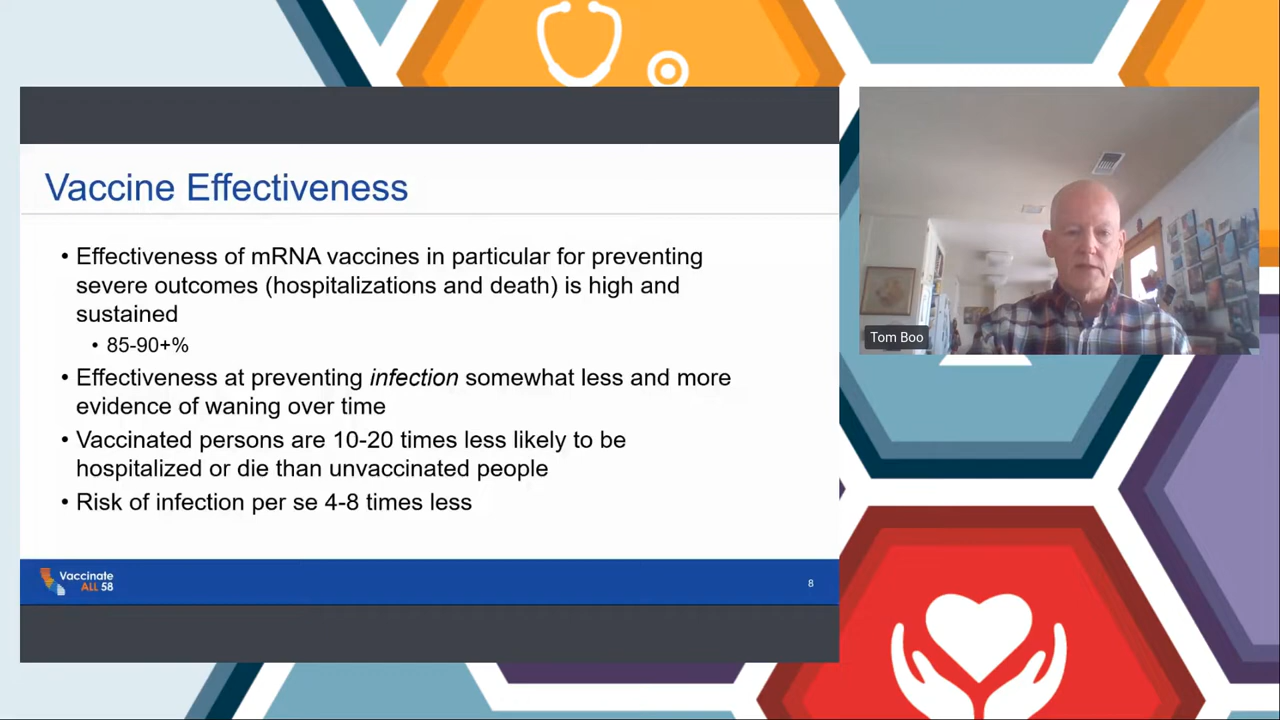 Vaccine Effectiveness
• Effectiveness of mRNA vaccines in particular for preventing
severe outcomes (hospitalizations and death) is high and
sustained
• 85-90+%
• Effectiveness at preventing infection somewhat less and more
evidence of waning over time
• Vaccinated persons are 10-20 times less likely to be
hospitalized or die than unvaccinated people
• Risk of infection per se 4-8 times less
Vaccinate
ALL 58
8
Tom Boo